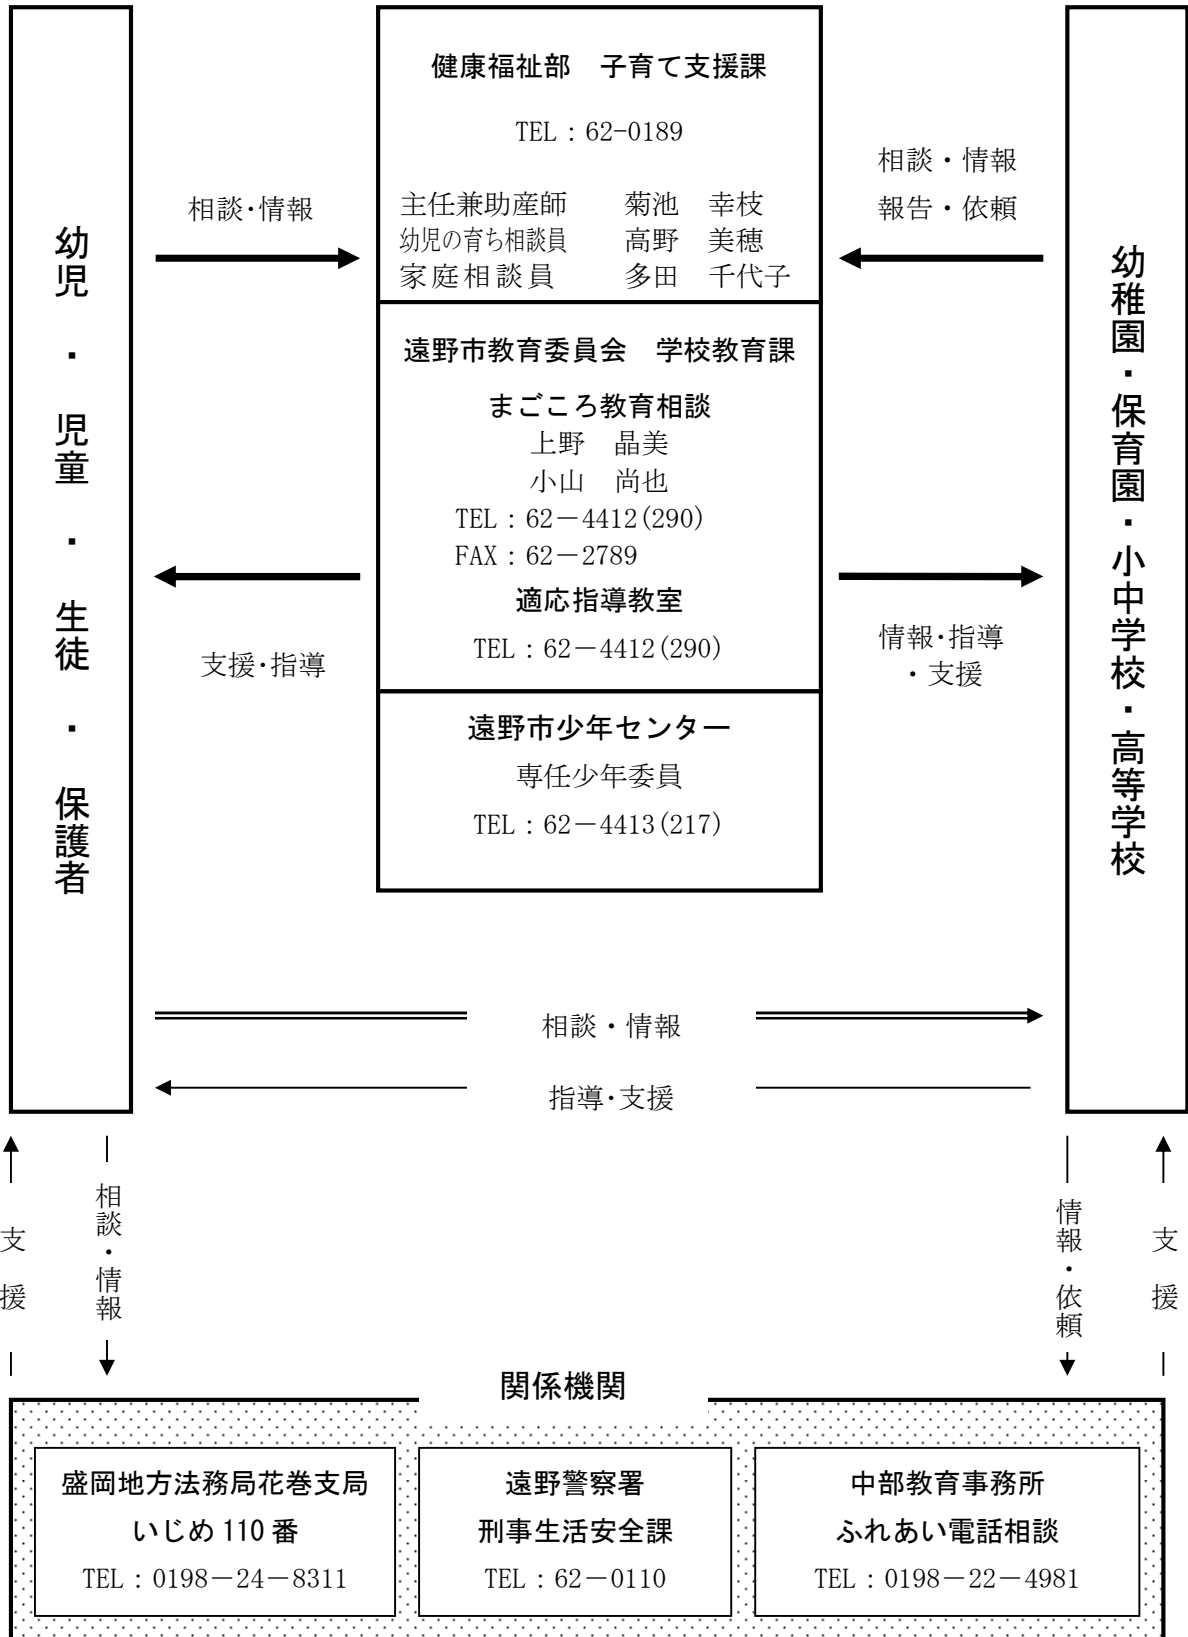 幼児・児童・生徒・保護者
相談･情報
支援･指導
健康福祉部　子育て支援課
TEL：62-0189
主任兼助産師　菊池　幸枝
幼児の育ち相談員　高野　美穂
家庭相談員　多田　千代子
遠野市教育委員会　学校教育課
まごころ教育相談
上野　晶美
小山　尚也
TEL：62－4412(290)
FAX：62－2789
適応指導教室
TEL：62－4412(290)
遠野市少年センター
専任少年委員
TEL：62－4413(217)
相談・情報
報告・依頼
情報･指導
・支援
幼稚園・保育園・小中学校・高等学校
相談・情報
指導･支援
支援
相談・情報
情報・依頼
支援
関係機関
盛岡地方法務局花巻支局
いじめ110番
TEL：0198－24－8311
遠野警察署
刑事生活安全課
TEL：62－0110
中部教育事務所
ふれあい電話相談
TEL：0198－22－4981